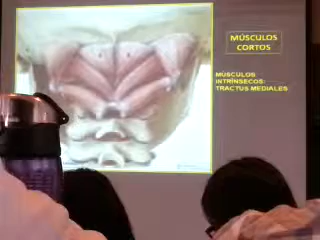 MÚSCULOS
CORTOS
MÚSCULOS
INTRÍNSECOS:
TRACTUS MEDIALES